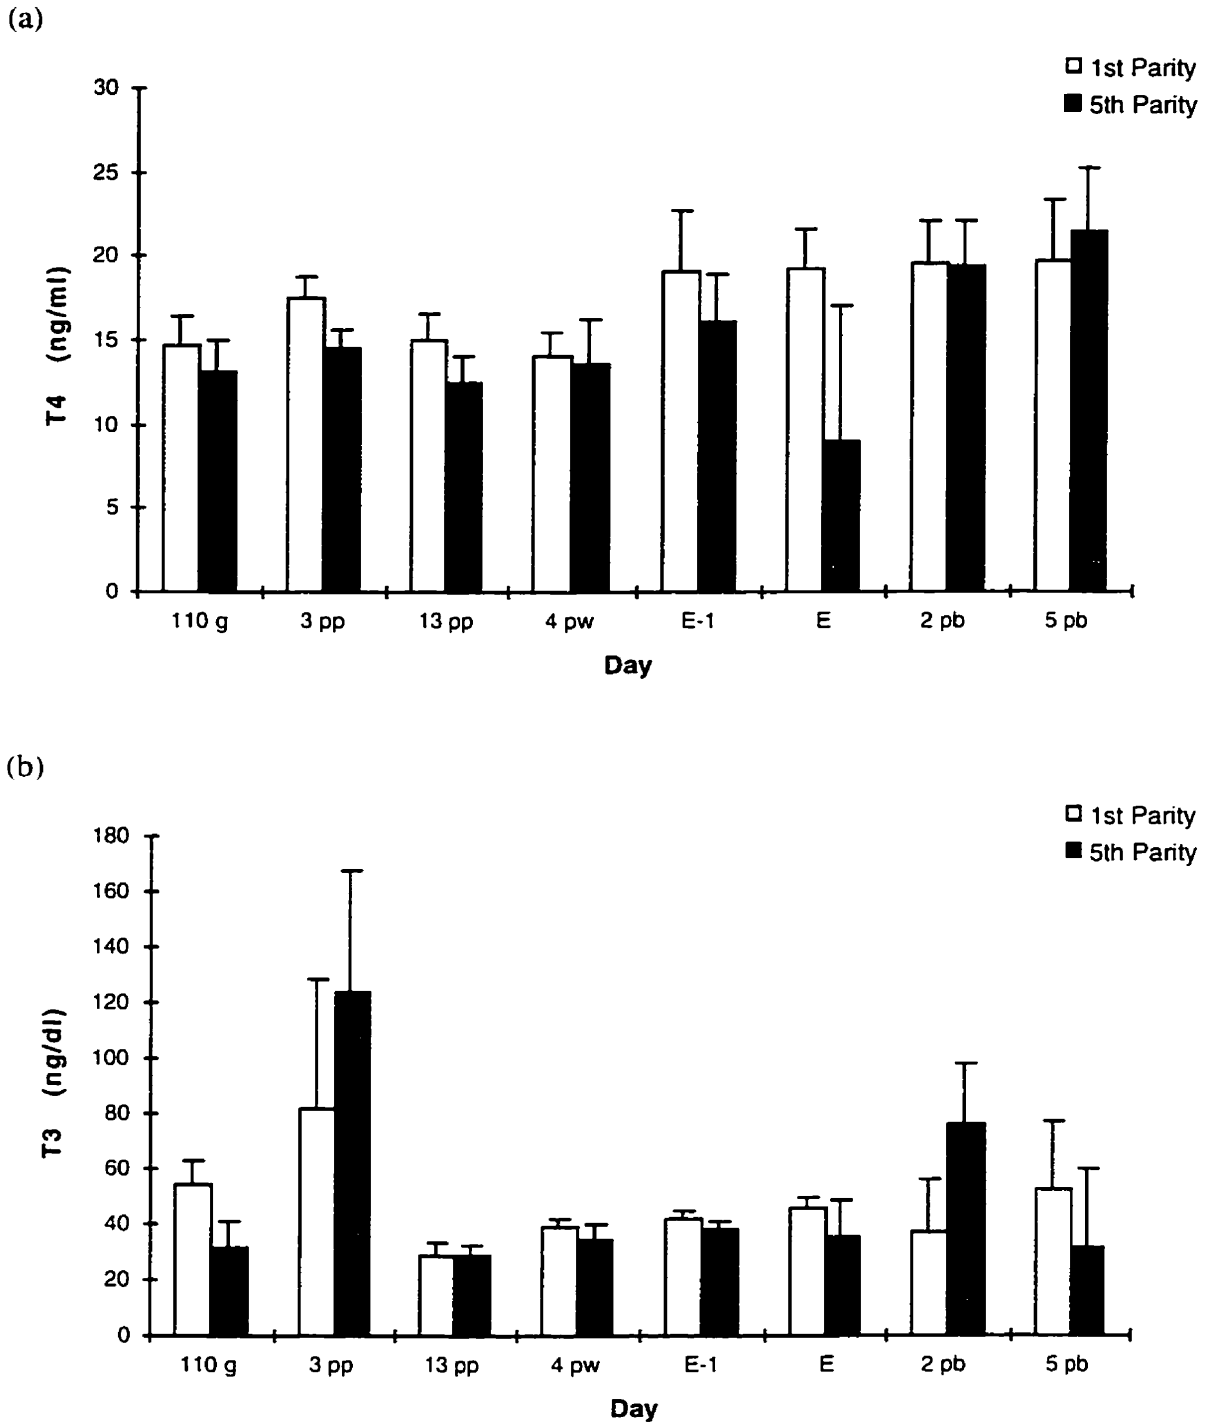 (a)
1st Parity
5th Parity
30
25
20
15
10
5
0
T4 (ng/ml)
110 g 3 pp 13 pp 4 pw E-1 E 2 pb 5 pb
Day
(b)
1st Parity
5th Parity
180
160
140
120
100
80
60
40
20
0
T3 (ng/dl)
110 g 3 pp 13 pp 4 pw E-1 E 2 pb 5 pb
Day